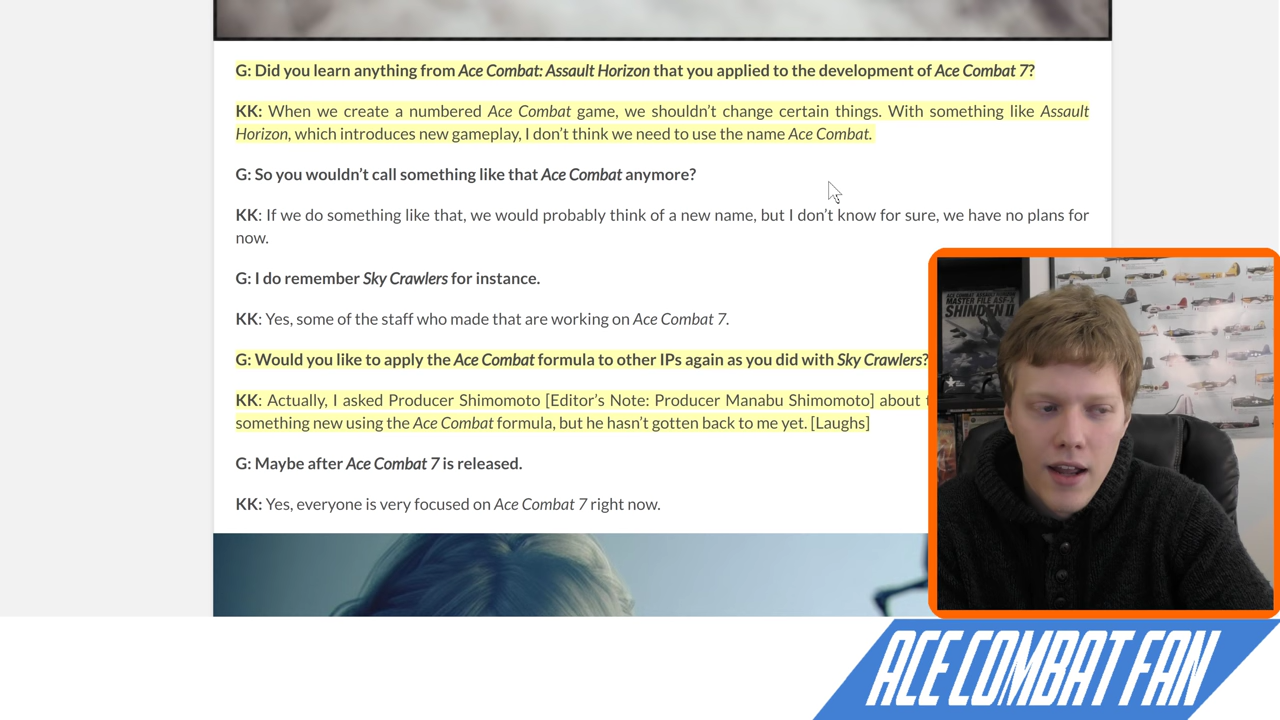 G: Did you learn anything from Ace Combat: Assault Horizon that you applied to the development of Ace Combat 7?
KK: When we create a numbered Ace Combat game, we shouldn't change certain things. With something like Assault
Horizon, which introduces new gameplay, I don't think we need to use the name Ace Combat.
G: So you wouldn't call something like that Ace Combat anymore?
KK: If we do something like that, we would probably think of a new name, but I don't know for sure, we have no plans for
now.
G: I do remember Sky Crawlers for instance.
KK: Yes, some of the staff who made that are working on Ace Combat 7.
G: Would you like to apply the Ace Combat formula to other IPs again as you did with Sky Crawlers?
KK: Actually, I asked Producer Shimomoto [Editor's Note: Producer Manabu Shimomoto] about
something new using the Ace Combat formula, but he hasn't gotten back to me yet. [Laughs]
G: Maybe after Ace Combat 7 is released.
KK: Yes, everyone is very focused on Ace Combat 7 right now.
ACE COMBAT ASSAULT HORIZON
MASTER FILE ASF-X
SHINDEN II
ACE COMBAT FAN